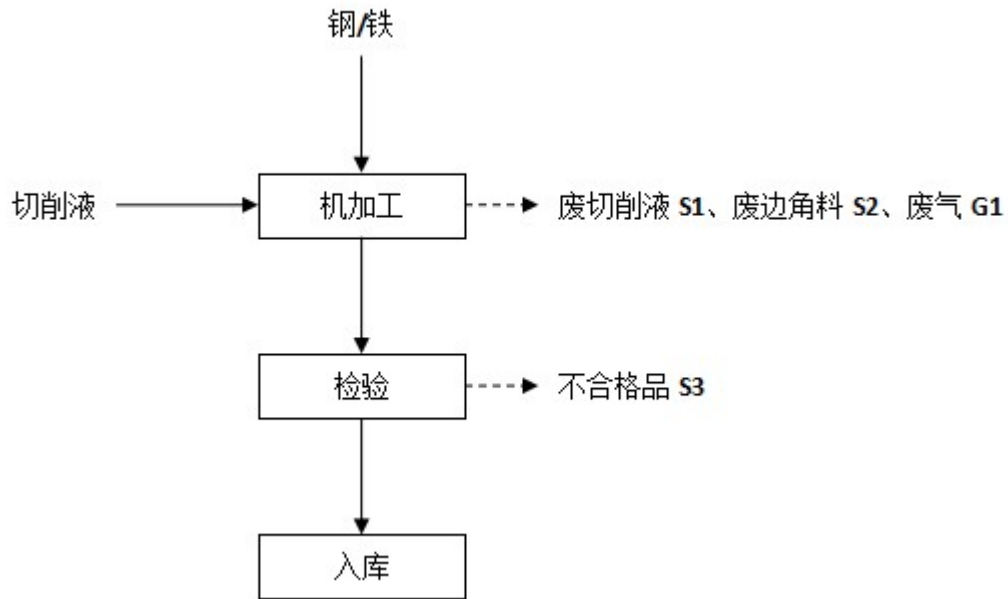 钢/铁
切削液
机加工
废切削液 S1、废边角料 S2、废气 G1
检验
不合格品 S3
入库